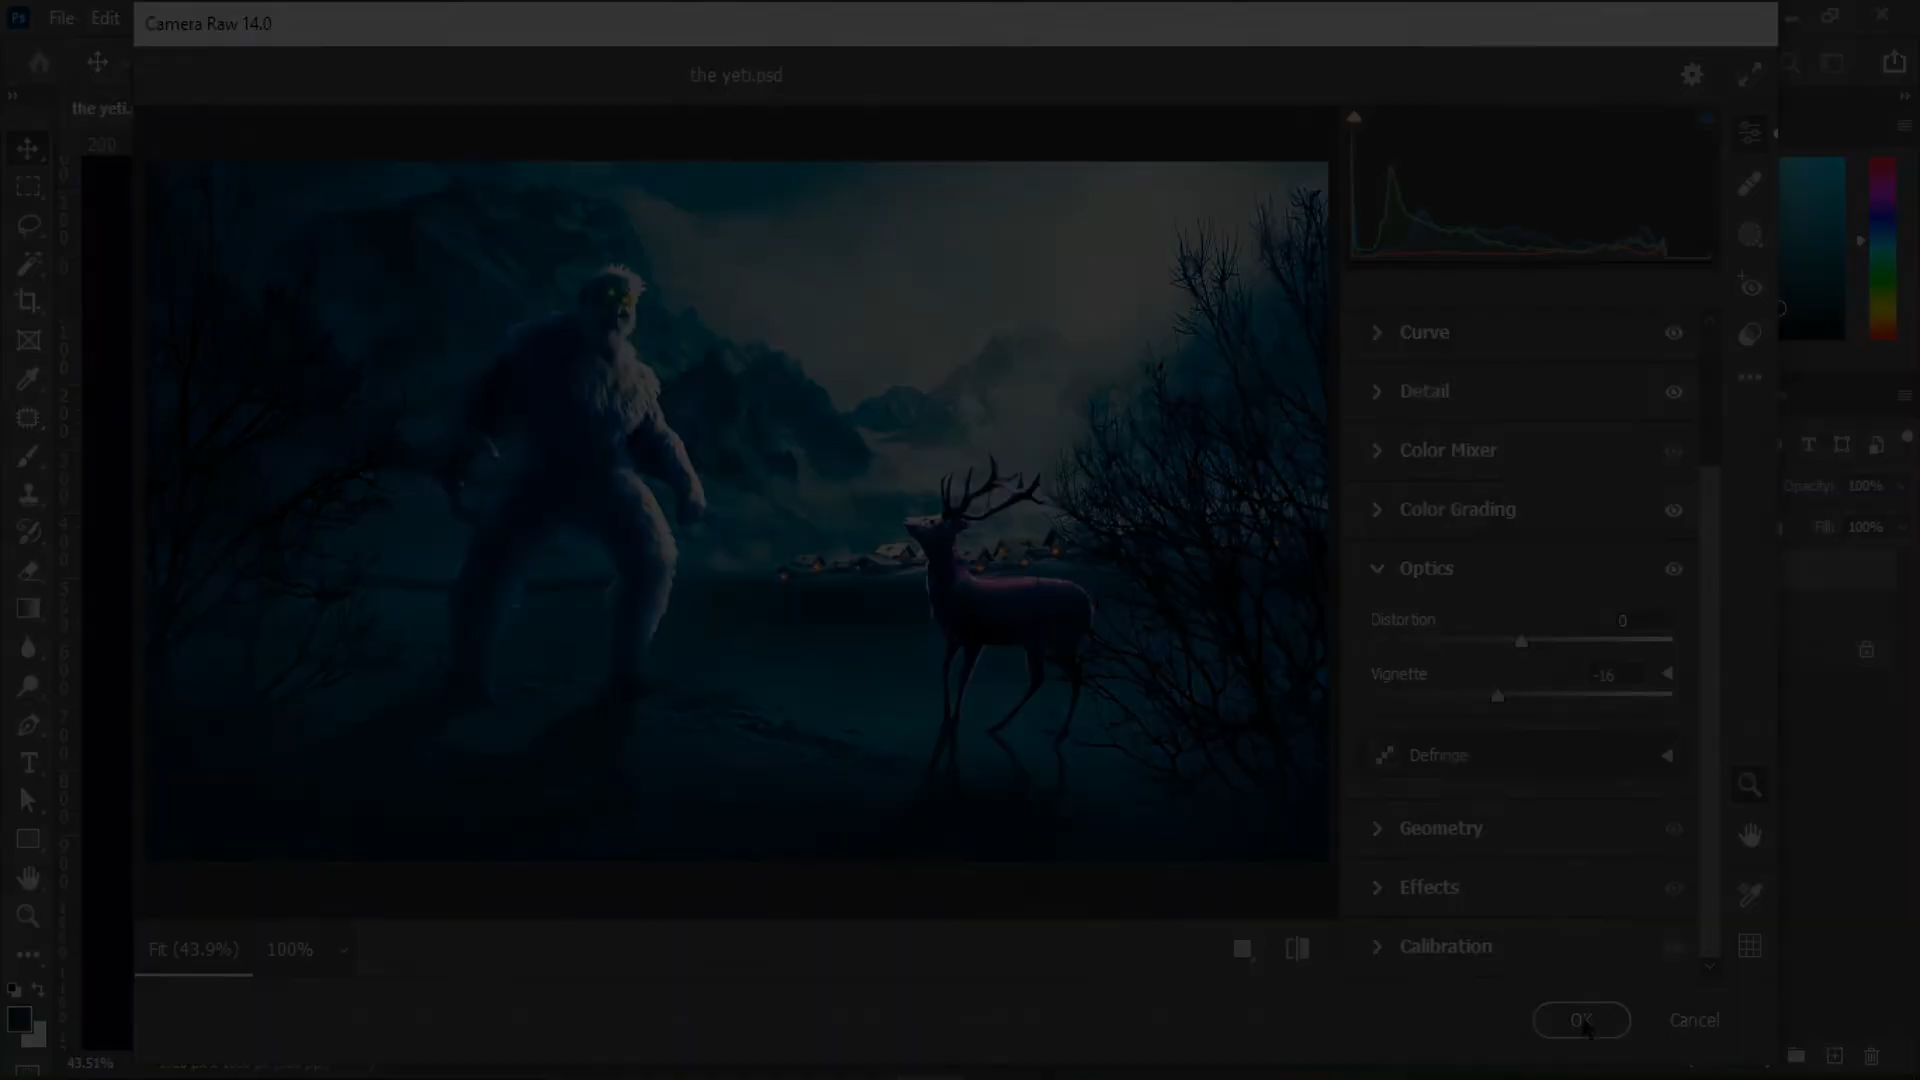 Ps File Edit
Camera Raw 14.0
the yeti.psd
the yeti.
200
Curve
Detail
Color Mixer
Color Grading
Optics
Distortion 0
Vignette -16
Defringe
Geometry
Effects
Calibration
Opacity: 100%
Fill: 100%
Fit (43.9%) 100%
OK Cancel
43.51%